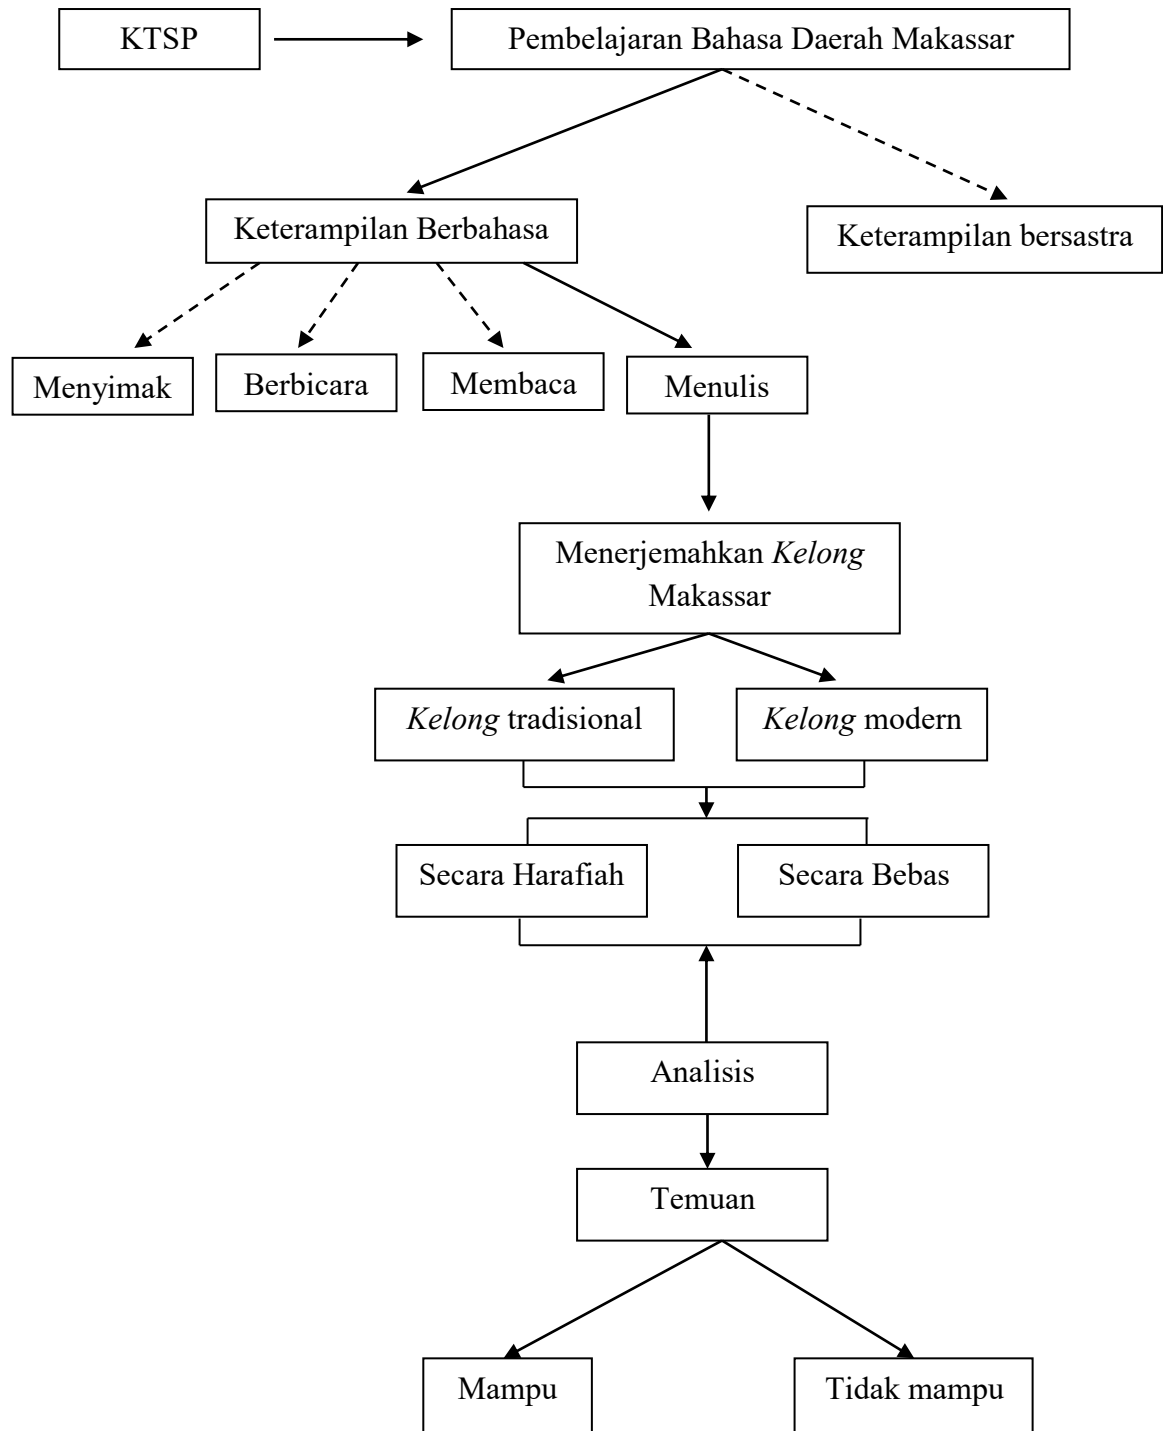 KTSP
Pembelajaran Bahasa Daerah Makassar
Keterampilan Berbahasa
Keterampilan bersastra
Menyimak
Berbicara
Membaca
Menulis
Menerjemahkan Kelong
Makassar
Kelong tradisional
Kelong modern
Secara Harafiah
Secara Bebas
Analisis
Temuan
Mampu
Tidak mampu